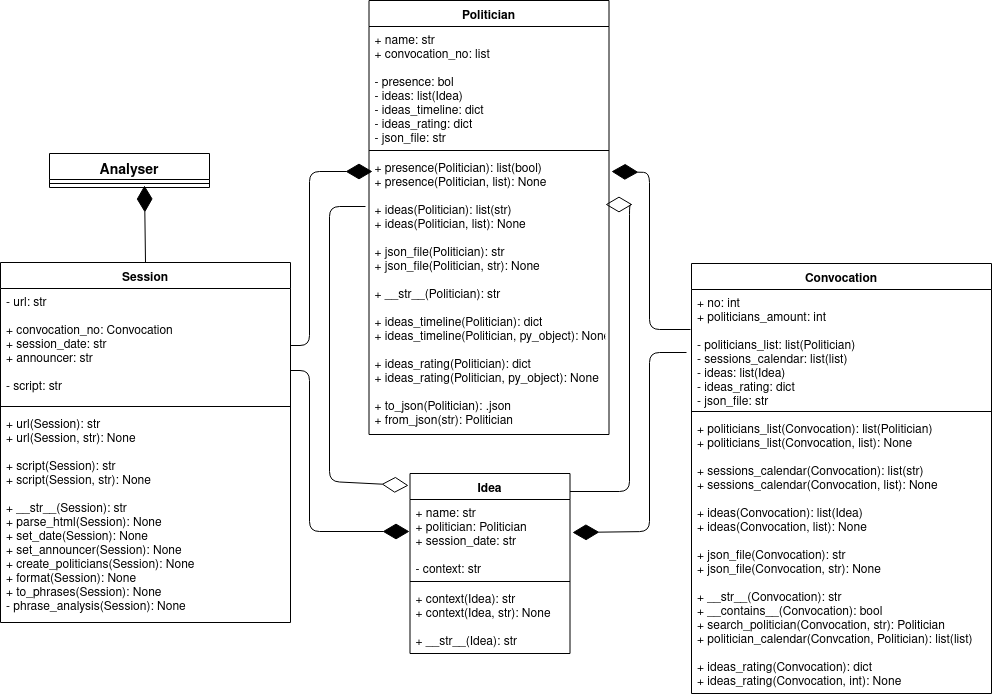 Politician
+ name: str
+ convocation_no: list
- presence: bol
- ideas: list(Idea)
- ideas_timeline: dict
- ideas_rating: dict
- json_file: str
+ presence(Politician): list(bool)
+ presence(Politician, list): None
+ ideas(Politician): list(str)
+ ideas(Politician, list): None
+ json_file(Politician): str
+ json_file(Politician, str): None
+ __str__(Politician): str
+ ideas_timeline(Politician): dict
+ ideas_timeline(Politician, py_object): None
+ ideas_rating(Politician): dict
+ ideas_rating(Politician, py_object): None
+ to_json(Politician): .json
+ from_json(str): Politician
Analyser
Session
- url: str
+ convocation_no: Convocation
+ session_date: str
+ announcer: str
- script: str
+ url(Session): str
+ url(Session, str): None
+ script(Session): str
+ script(Session, str): None
+ __str__(Session): str
+ parse_html(Session): None
+ set_date(Session): None
+ set_announcer(Session): None
+ create_politicians(Session): None
+ format(Session): None
+ to_phrases(Session): None
- phrase_analysis(Session): None
Idea
+ name: str
+ politician: Politician
+ session_date: str
- context: str
+ context(Idea): str
+ context(Idea, str): None
+ __str__(Idea): str
Convocation
+ no: int
+ politicians_amount: int
- politicians_list: list(Politician)
- sessions_calendar: list(list)
- ideas: list(Idea)
- ideas_rating: dict
- json_file: str
+ politicians_list(Convocation): list(Politician)
+ politicians_list(Convocation, list): None
+ sessions_calendar(Convocation): list(str)
+ sessions_calendar(Convocation, list): None
+ ideas(Convocation): list(Idea)
+ ideas(Convocation, list): None
+ json_file(Convocation): str
+ json_file(Convocation, str): None
+ __str__(Convocation): str
+ __contains__(Convocation): bool
+ search_politician(Convocation, str): Politician
+ politician_calendar(Convcation, Politician): list(list)
+ ideas_rating(Convocation): dict
+ ideas_rating(Convocation, int): None